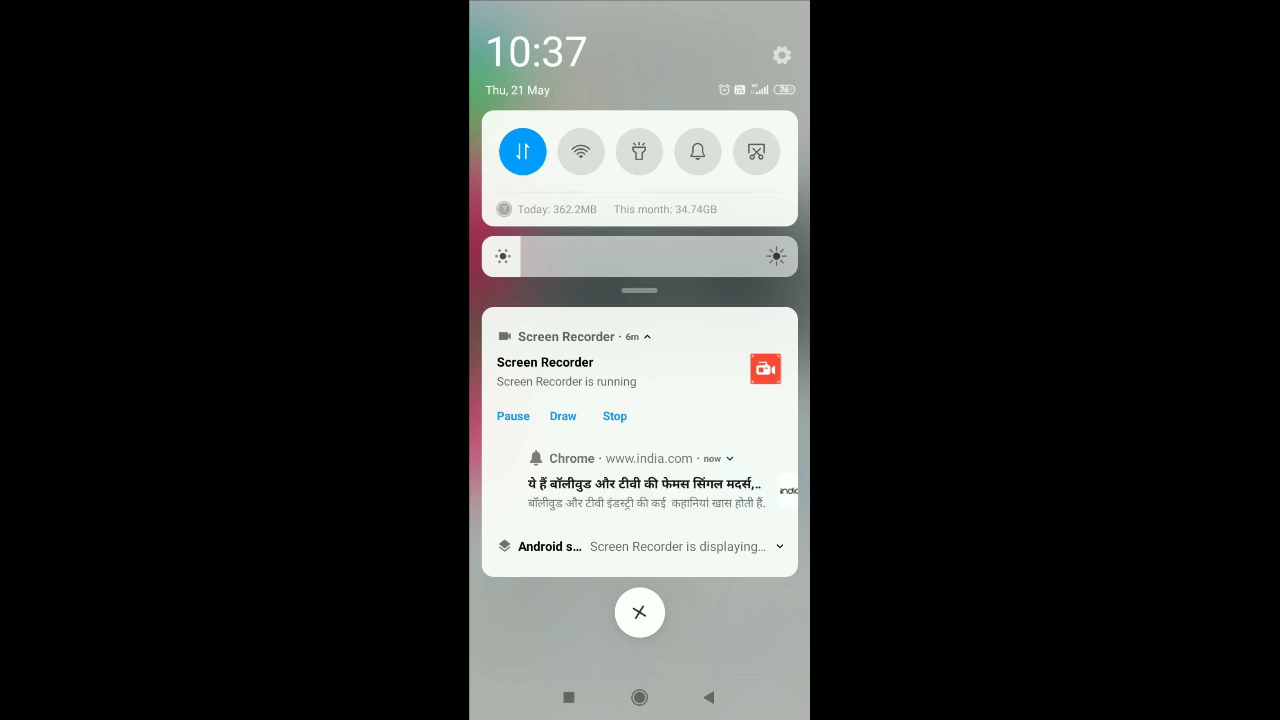 10:37
Thu, 21 May
4G
76
Today: 362.2MB This month: 34.74GB
Screen Recorder · 6m
Screen Recorder
Screen Recorder is running
Pause Draw Stop
Chrome · www.india.com · now
ये हैं बॉलीवुड और टीवी की फेमस सिंगल मदर्स,..
बॉलीवुड और टीवी इंडस्ट्री की कई कहानियां खास होती हैं.
Android s... Screen Recorder is displaying...